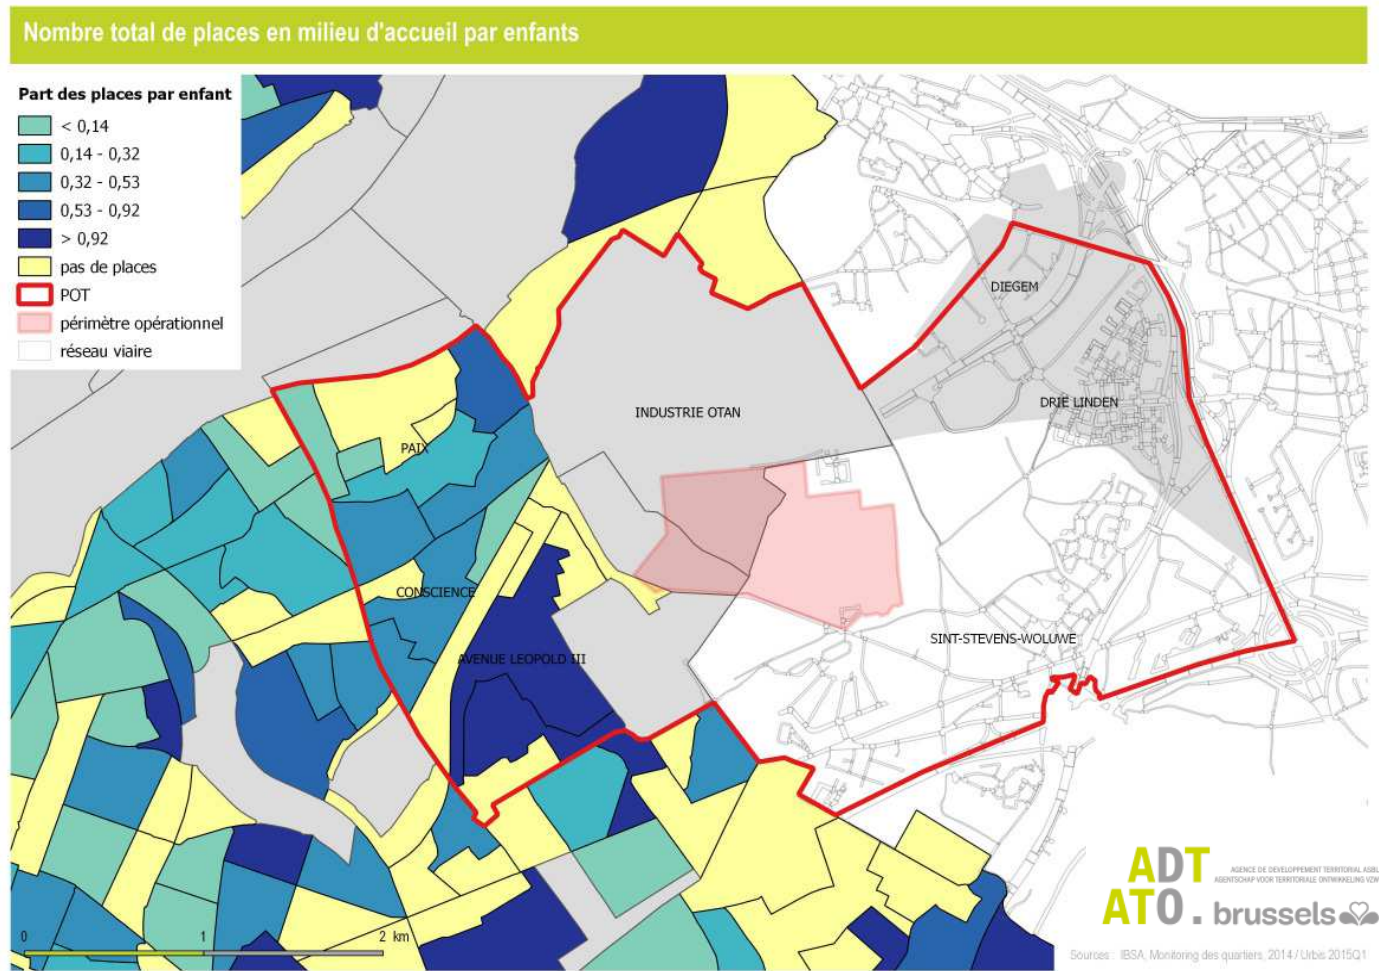 Nombre total de places en milieu d'accueil par enfants
Part des places par enfant
< 0,14
0,14 - 0,32
0,32 - 0,53
0,53 - 0,92
> 0,92
pas de places
POT
périmètre opérationnel
réseau viaire
DIEGEM
DRIE LINDEN
INDUSTRIE OTAN
PAIX
CONSCIENCE
SINT-STEVENS-WOLUWE
AVENUE LEOPOLD III
ADT
AGENCE DE DEVELOPPEMENT TERRITORIAL ASBL
AGENTSCHAP VOOR TERRITORIALE ONTWIKKELING VZW
ATO. brussels
0 1 2 km
Sources : IBSA, Monitoring des quartiers, 2014 / Urbis 2015Q1